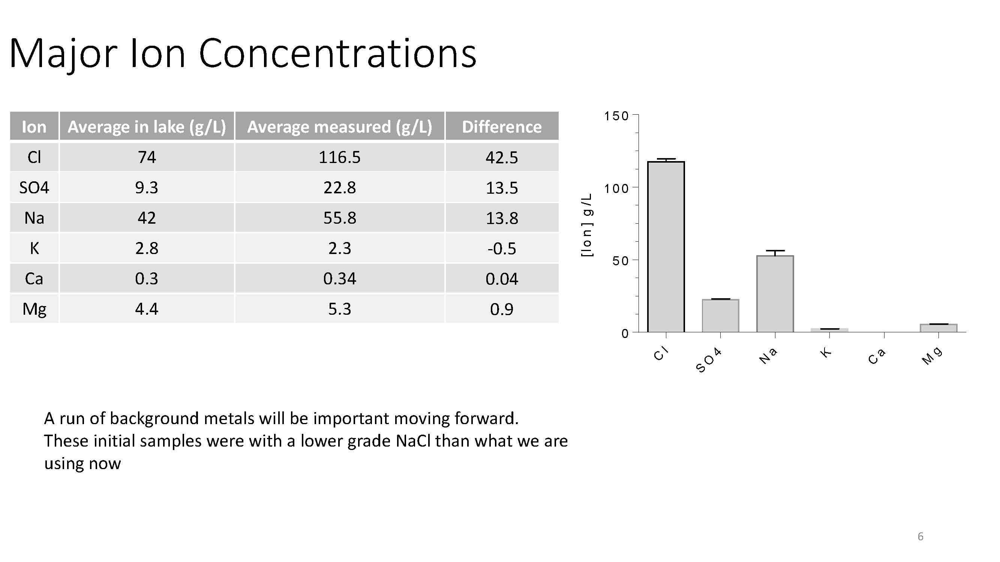 Major Ion Concentrations
Ion Average in lake (g/L) Average measured (g/L) Difference
Cl 74 116.5 42.5
SO4 9.3 22.8 13.5
Na 42 55.8 13.8
K 2.8 2.3 -0.5
Ca 0.3 0.34 0.04
Mg 4.4 5.3 0.9
[Ion] g/L
150
100
50
0
Cl SO4 Na K Ca Mg
A run of background metals will be important moving forward.
These initial samples were with a lower grade NaCl than what we are
using now
6